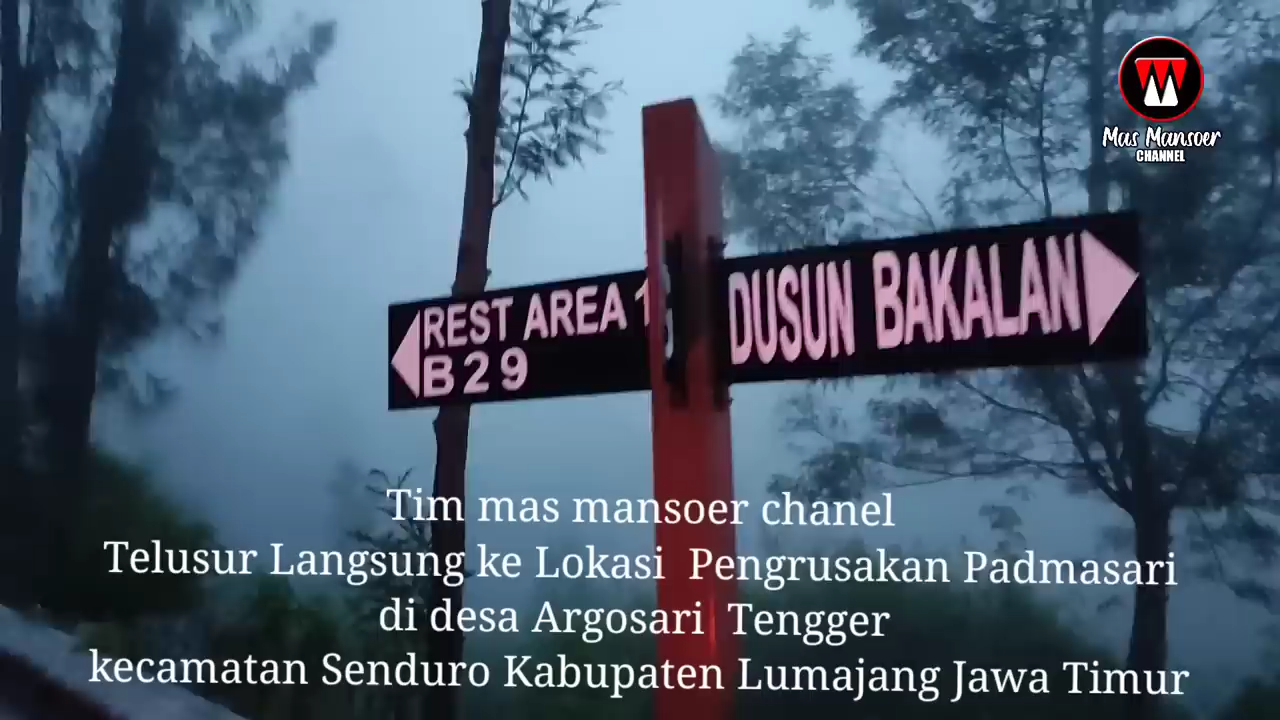 Mas Mansoer
CHANNEL
REST AREA 1
B29
DUSUN BAKALAN
Tim mas mansoer chanel
Telusur Langsung ke Lokasi Pengrusakan Padmasari
di desa Argosari Tengger
kecamatan Senduro Kabupaten Lumajang Jawa Timur